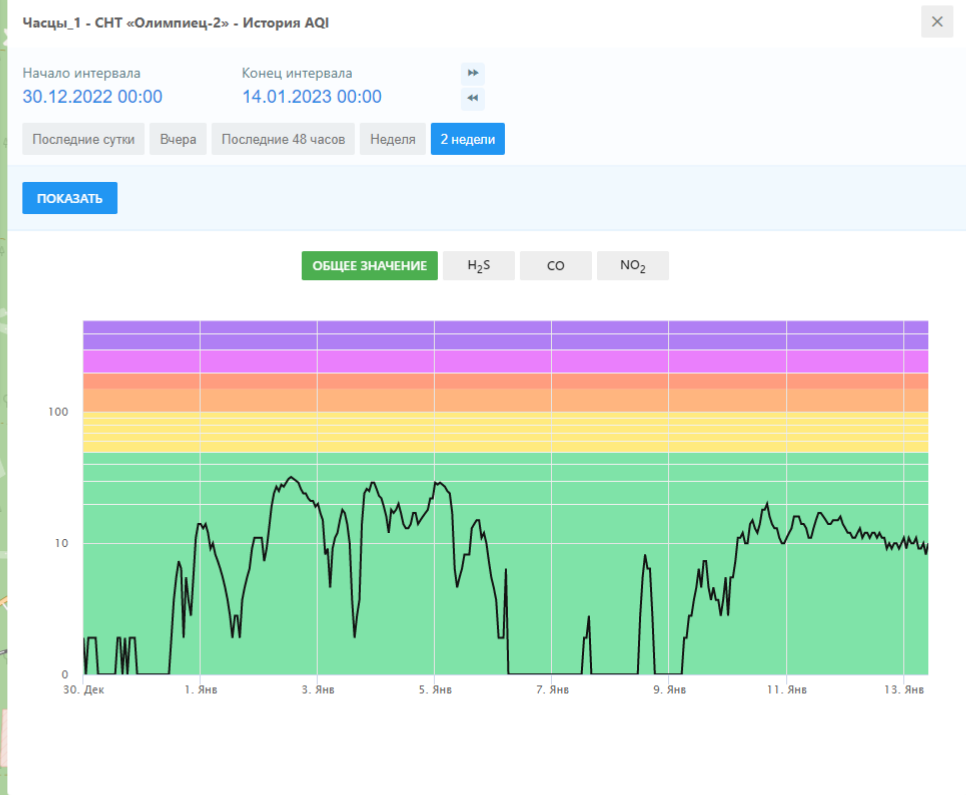 Часцы_1 - СНТ «Олимпиец-2» - История AQI
Начало интервала
Конец интервала
30.12.2022 00:00
14.01.2023 00:00
Последние сутки
Вчера
Последние 48 часов
Неделя
2 недели
ПОКАЗАТЬ
ОБЩЕЕ ЗНАЧЕНИЕ
H₂S
CO
NO₂
100
10
0
30. Дек
1. Янв
3. Янв
5. Янв
7. Янв
9. Янв
11. Янв
13. Янв